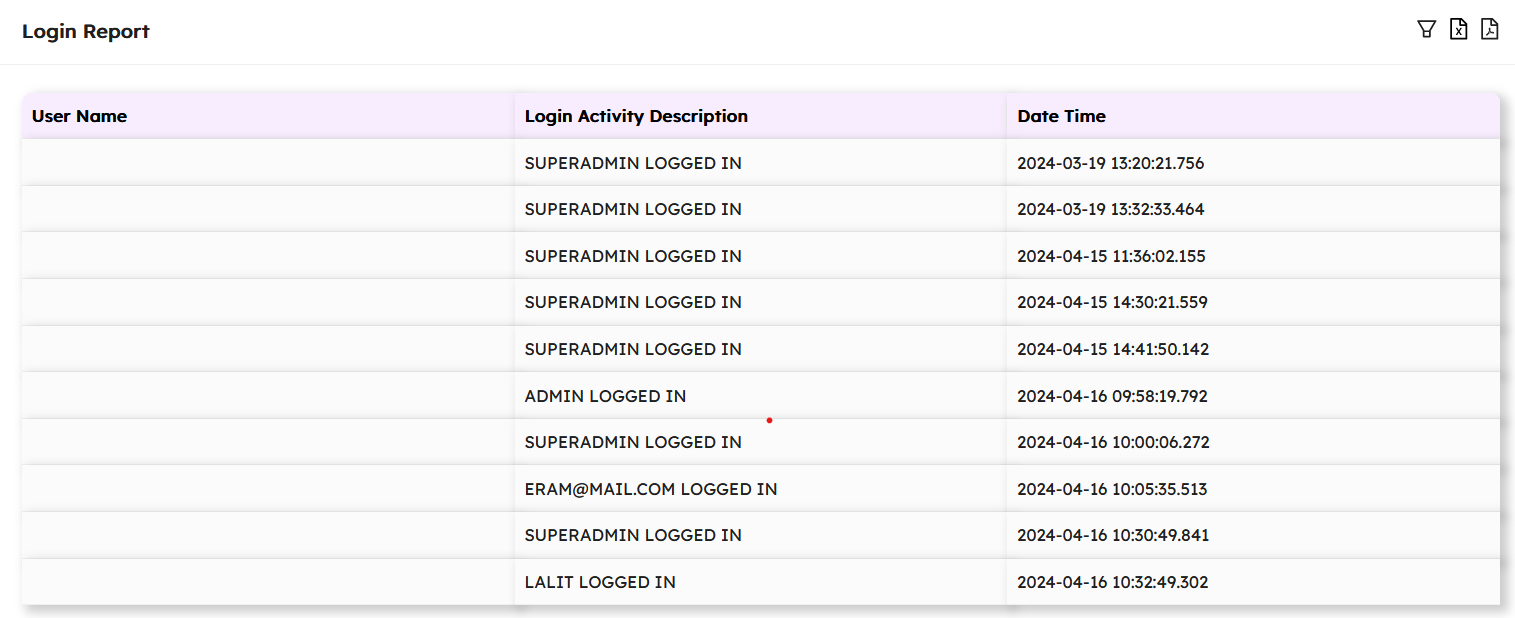 Login Report
User Name Login Activity Description Date Time
SUPERADMIN LOGGED IN 2024-03-19 13:20:21.756
SUPERADMIN LOGGED IN 2024-03-19 13:32:33.464
SUPERADMIN LOGGED IN 2024-04-15 11:36:02.155
SUPERADMIN LOGGED IN 2024-04-15 14:30:21.559
SUPERADMIN LOGGED IN 2024-04-15 14:41:50.142
ADMIN LOGGED IN 2024-04-16 09:58:19.792
SUPERADMIN LOGGED IN 2024-04-16 10:00:06.272
ERAM@MAIL.COM LOGGED IN 2024-04-16 10:05:35.513
SUPERADMIN LOGGED IN 2024-04-16 10:30:49.841
LALIT LOGGED IN 2024-04-16 10:32:49.302